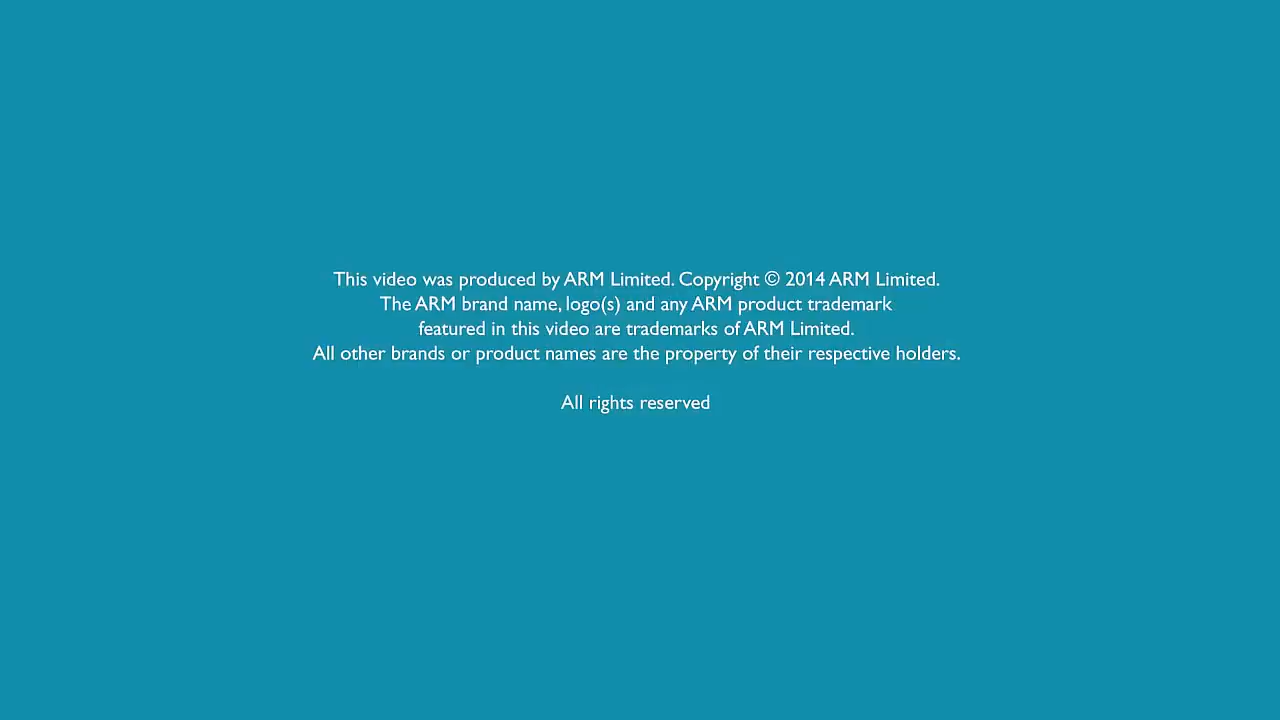 This video was produced by ARM Limited. Copyright © 2014 ARM Limited.
The ARM brand name, logo(s) and any ARM product trademark
featured in this video are trademarks of ARM Limited.
All other brands or product names are the property of their respective holders.
All rights reserved